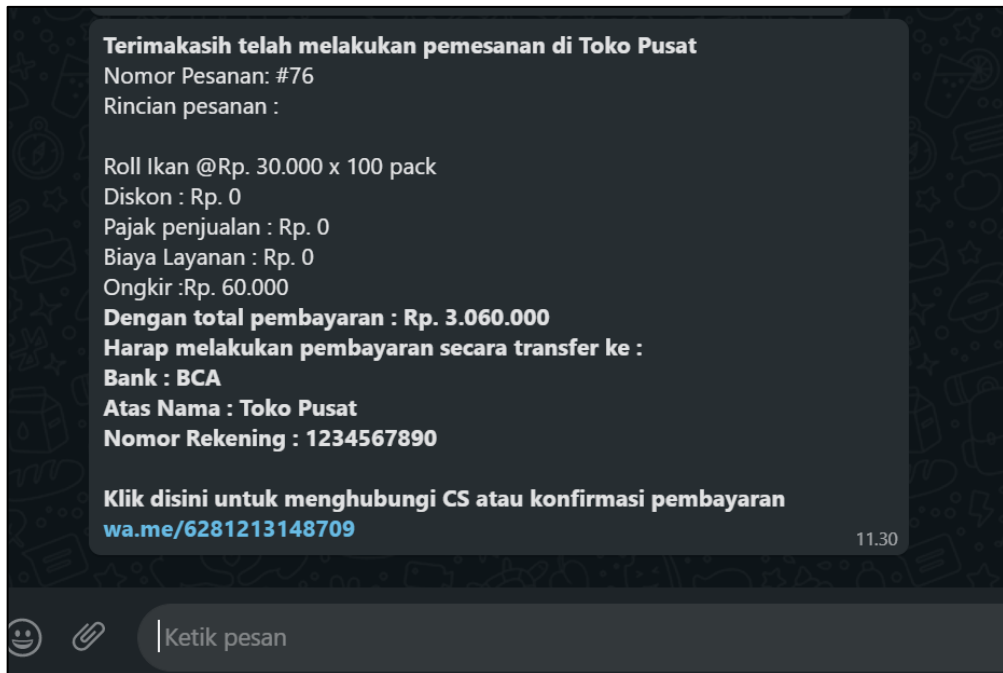 Terimakasih telah melakukan pemesanan di Toko Pusat
Nomor Pesanan: #76
Rincian pesanan :
Roll Ikan @Rp. 30.000 x 100 pack
Diskon : Rp. 0
Pajak penjualan : Rp. 0
Biaya Layanan : Rp. 0
Ongkir :Rp. 60.000
Dengan total pembayaran : Rp. 3.060.000
Harap melakukan pembayaran secara transfer ke :
Bank : BCA
Atas Nama : Toko Pusat
Nomor Rekening : 1234567890
Klik disini untuk menghubungi CS atau konfirmasi pembayaran
wa.me/6281213148709
11.30
Ketik pesan